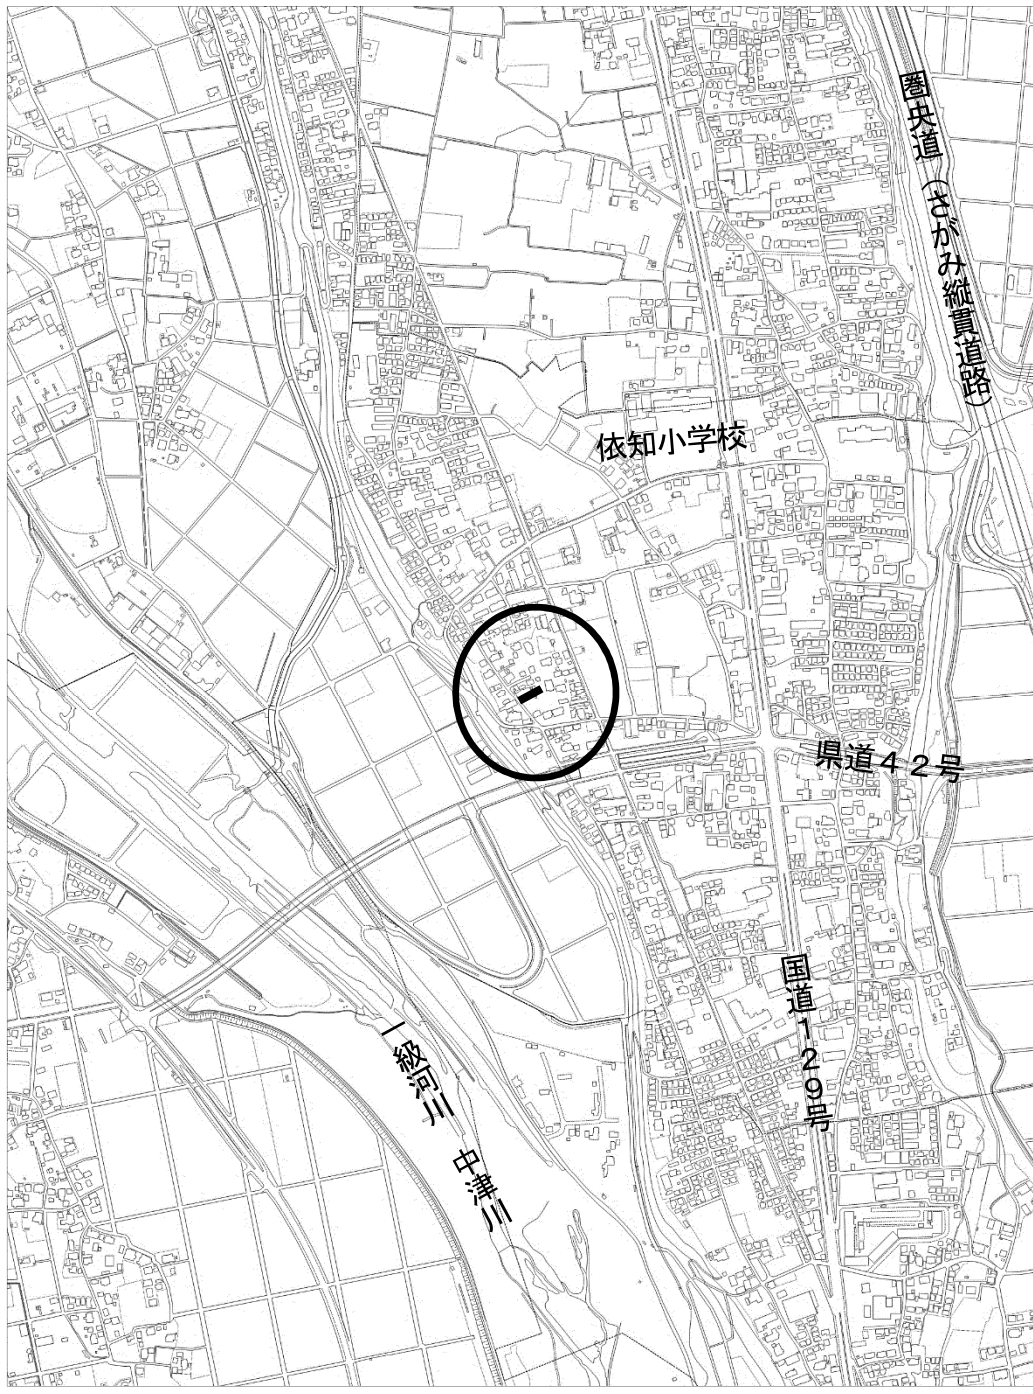 圏央道（さがみ縦貫道路）
依知小学校
県道４２号
国道１２９号
一級河川　中津川